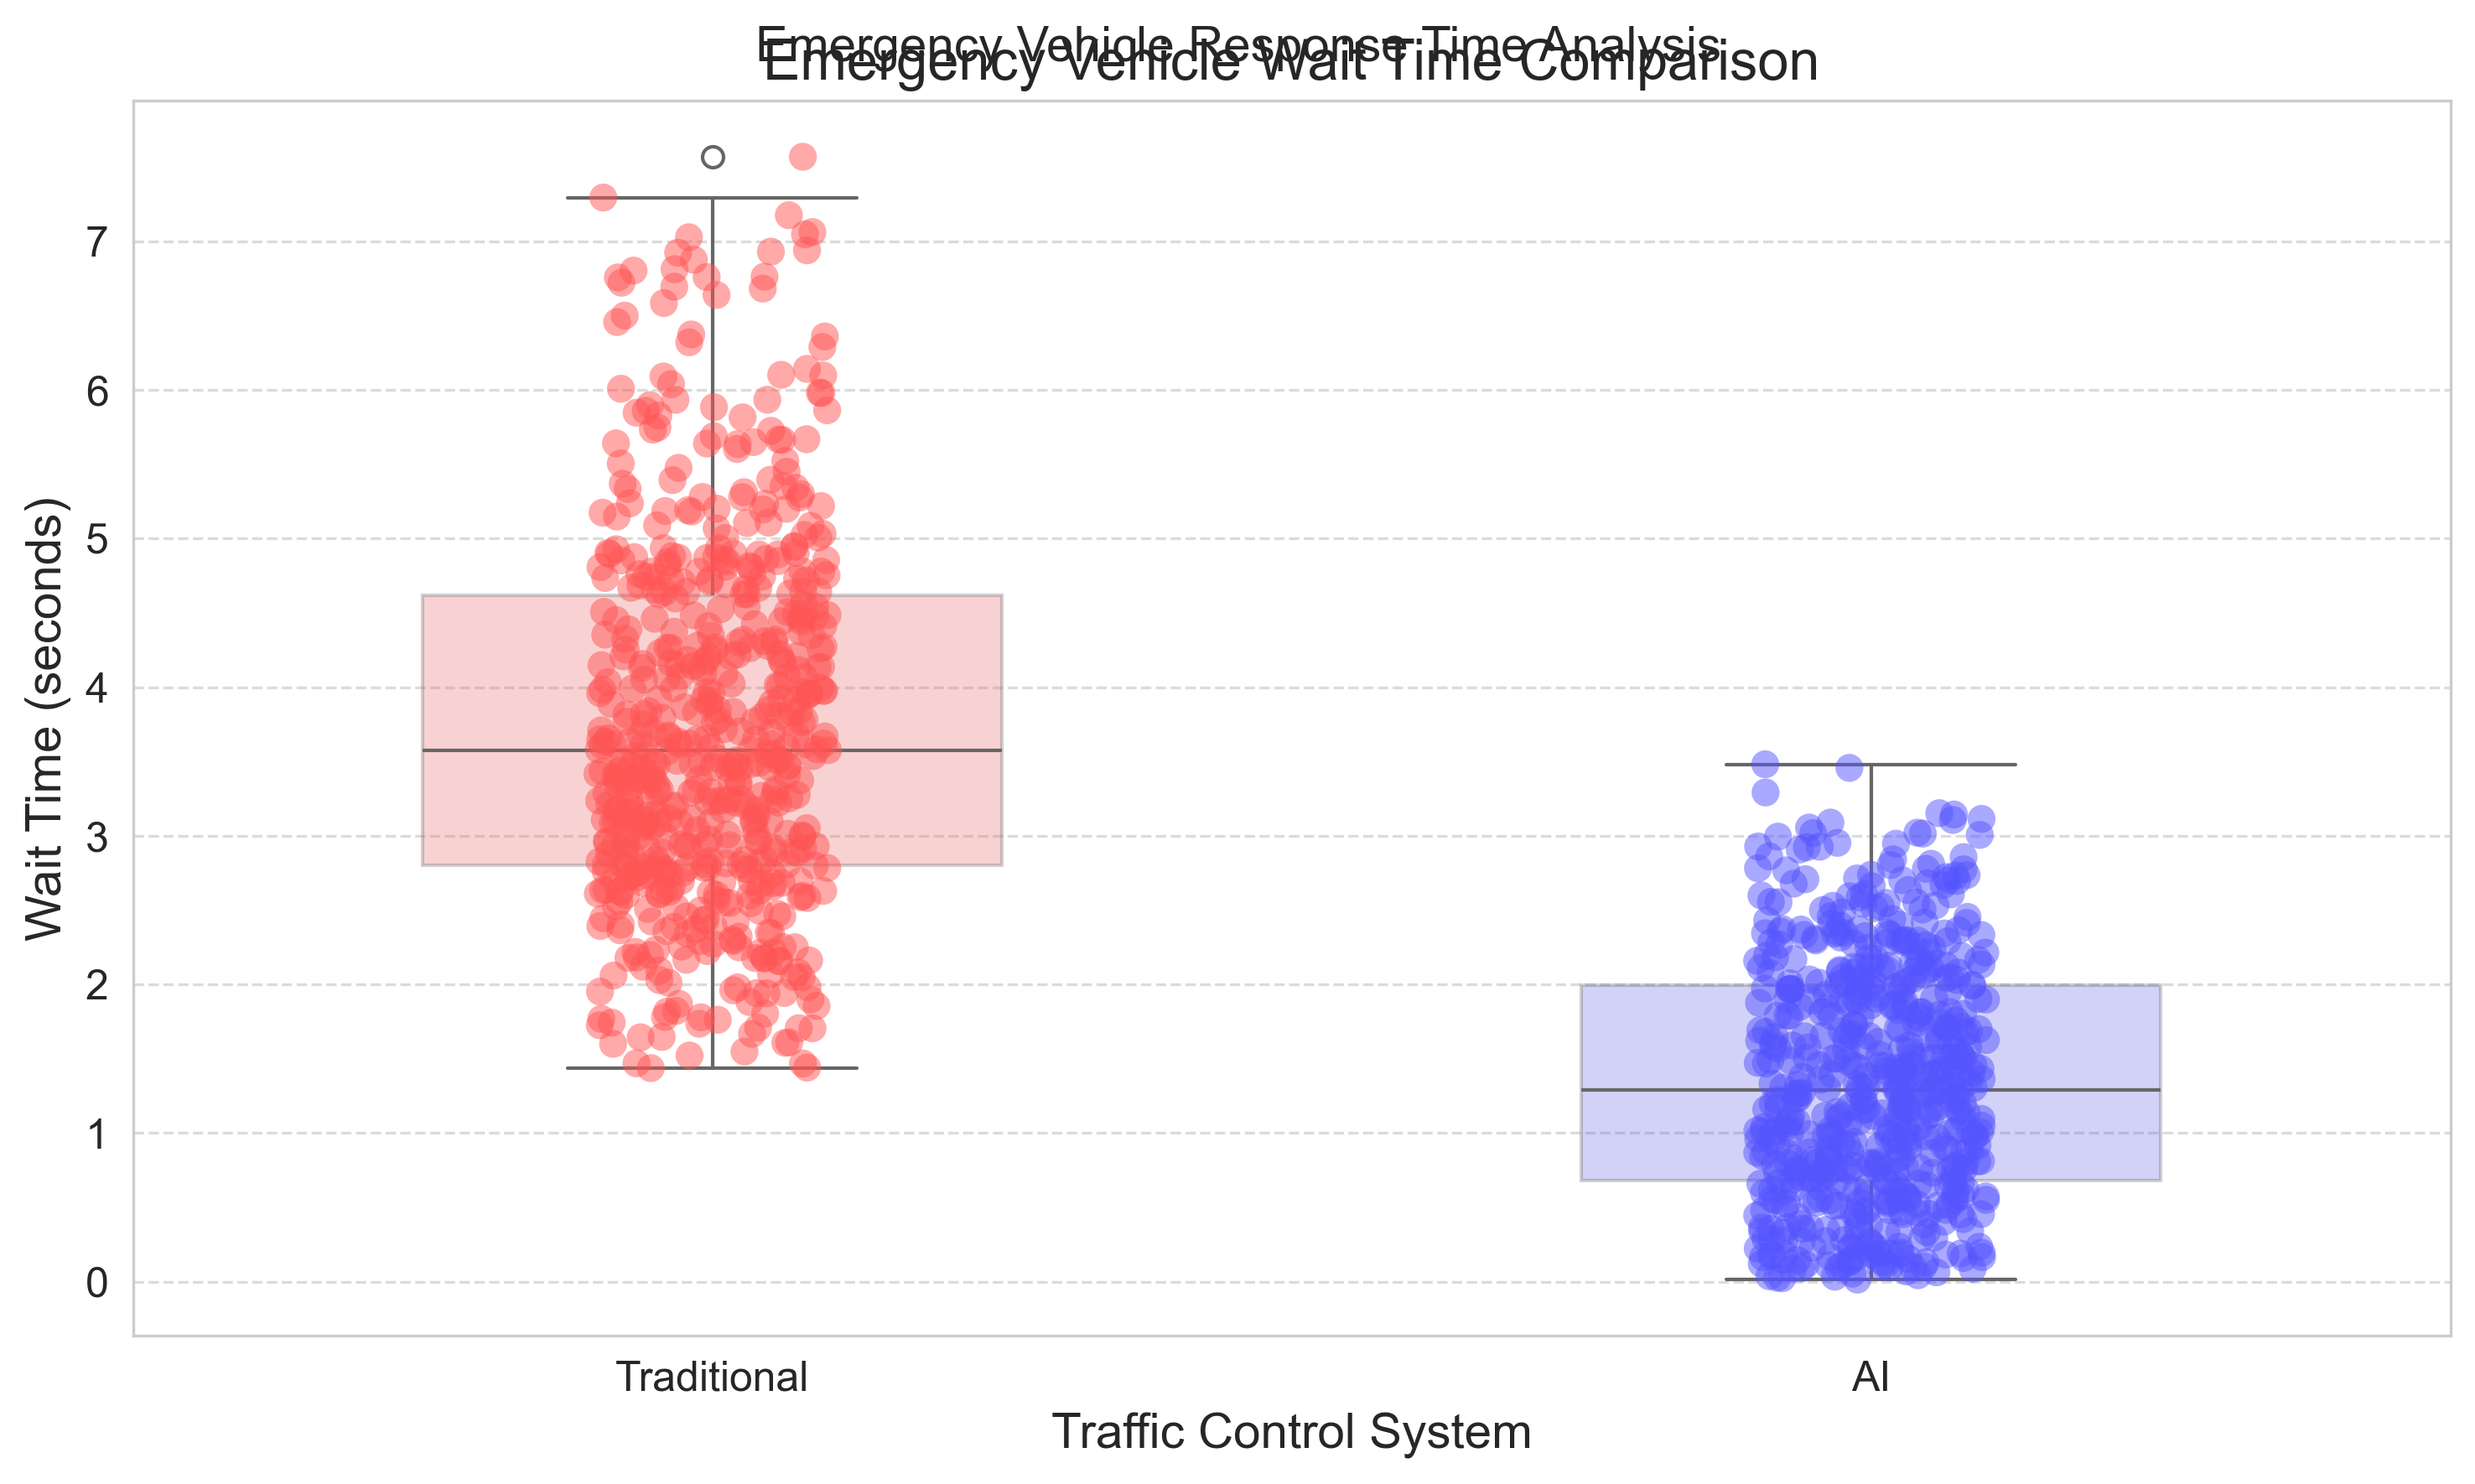 Emergency Vehicle Response Time Analysis
Emergency Vehicle Wait Time Comparison
Wait Time (seconds)
7
6
5
4
3
2
1
0
Traditional
AI
Traffic Control System